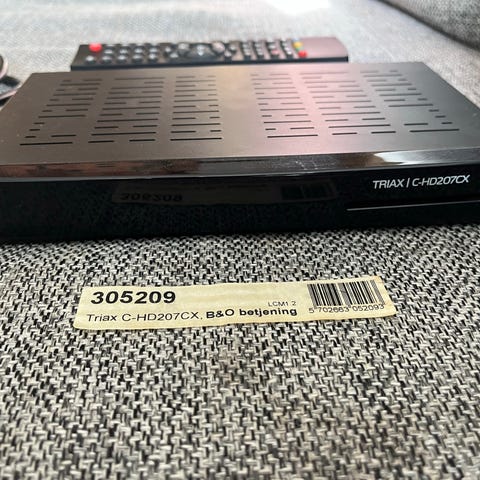 TRIAX / C-HD207CX
305209
LCM1.2
Triax C-HD207CX, B&O betjening
5 702663 052093